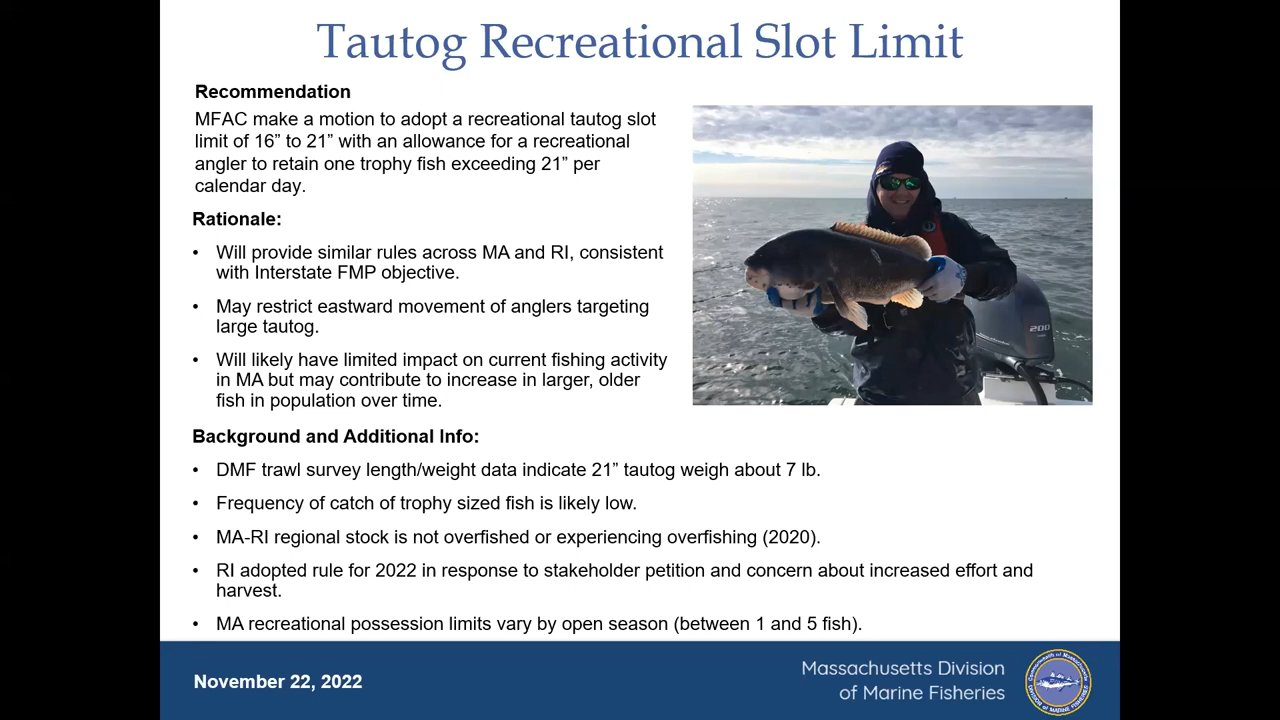 Tautog Recreational Slot Limit
Recommendation
MFAC make a motion to adopt a recreational tautog slot
limit of 16” to 21” with an allowance for a recreational
angler to retain one trophy fish exceeding 21” per
calendar day.
Rationale:
• Will provide similar rules across MA and RI, consistent
with Interstate FMP objective.
• May restrict eastward movement of anglers targeting
large tautog.
• Will likely have limited impact on current fishing activity
in MA but may contribute to increase in larger, older
fish in population over time.
200
Background and Additional Info:
• DMF trawl survey length/weight data indicate 21” tautog weigh about 7 lb.
• Frequency of catch of trophy sized fish is likely low.
• MA-RI regional stock is not overfished or experiencing overfishing (2020).
• RI adopted rule for 2022 in response to stakeholder petition and concern about increased effort and
harvest.
• MA recreational possession limits vary by open season (between 1 and 5 fish).
November 22, 2022
Massachusetts Division
of Marine Fisheries
Commonwealth of Massachusetts
Division of Marine Fisheries